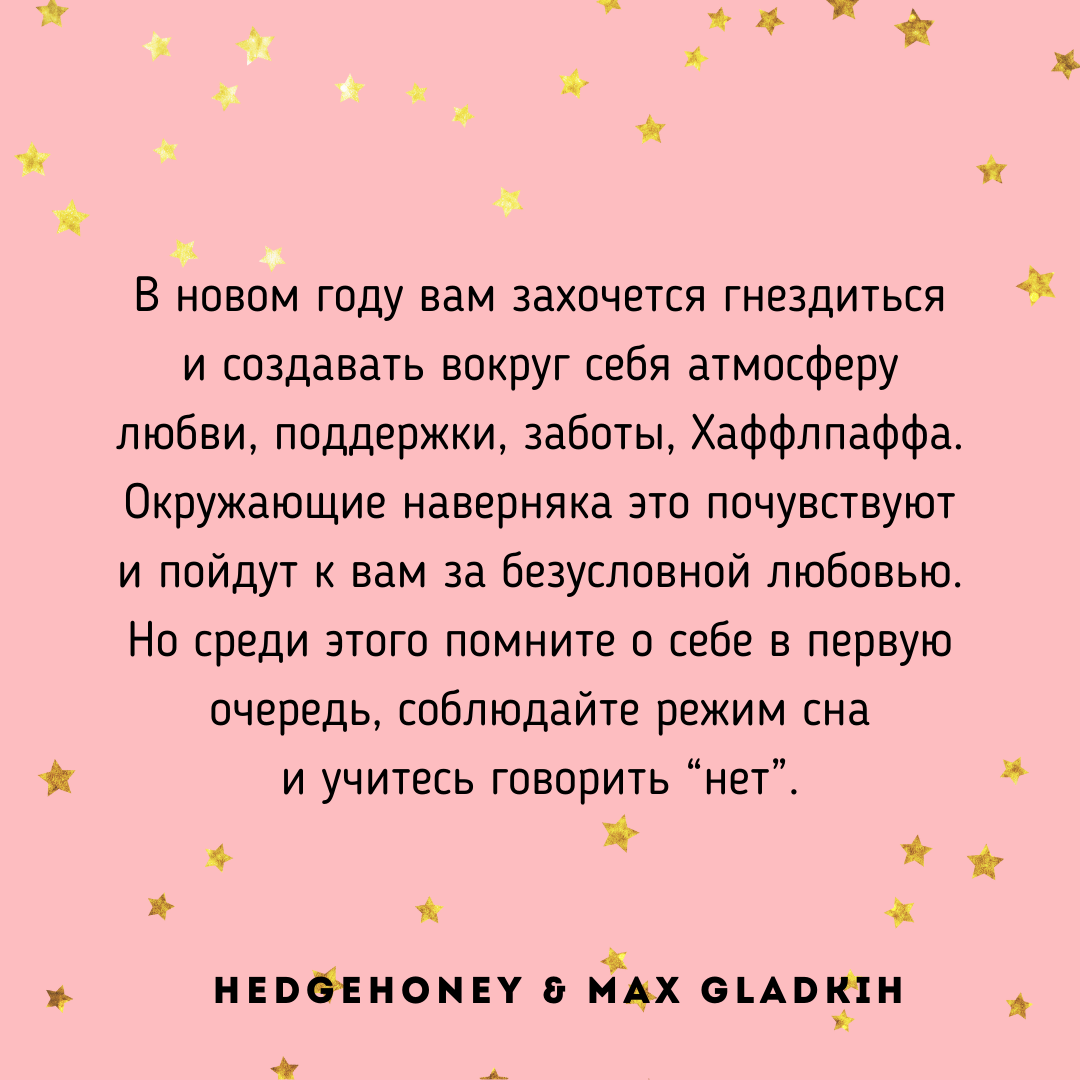 В новом году вам захочется гнездиться
и создавать вокруг себя атмосферу
любви, поддержки, заботы, Хаффлпаффа.
Окружающие наверняка это почувствуют
и пойдут к вам за безусловной любовью.
Но среди этого помните о себе в первую
очередь, соблюдайте режим сна
и учитесь говорить “нет”.
HEDGEHONEY & MAX GLADKIH